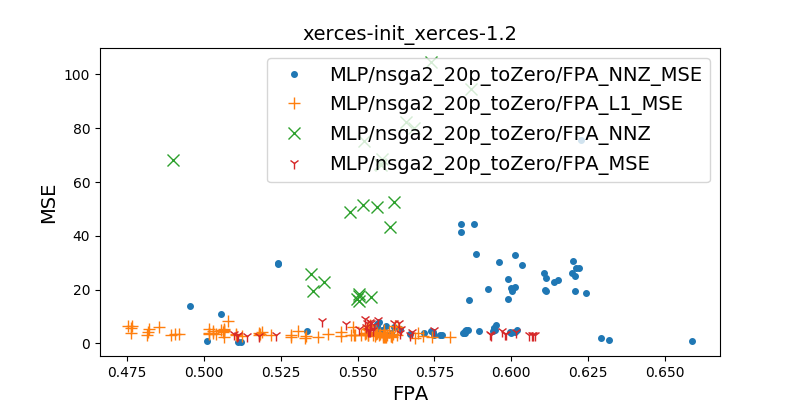 xerces-init_xerces-1.2
MLP/nsga2_20p_toZero/FPA_NNZ_MSE
MLP/nsga2_20p_toZero/FPA_L1_MSE
MLP/nsga2_20p_toZero/FPA_NNZ
MLP/nsga2_20p_toZero/FPA_MSE
MSE
100
80
60
40
20
0
0.475 0.500 0.525 0.550 0.575 0.600 0.625 0.650
FPA